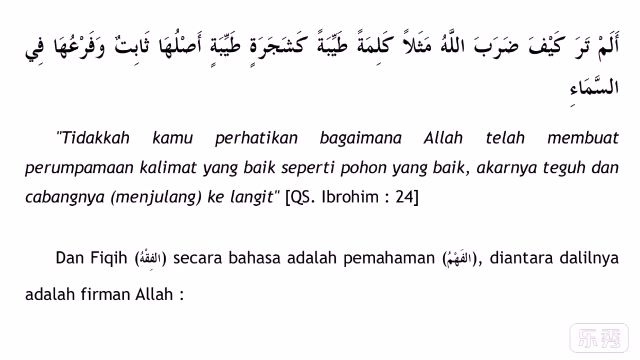 أَلَمْ تَرَ كَيْفَ ضَرَبَ اللَّهُ مَثَلاً كَلِمَةً طَيِّبَةً كَشَجَرَةٍ طَيِّبَةٍ أَصْلُهَا ثَابِتٌ وَفَرْعُهَا فِي
السَّمَاءِ
"Tidakkah kamu perhatikan bagaimana Allah telah membuat
perumpamaan kalimat yang baik seperti pohon yang baik, akarnya teguh dan
cabangnya (menjulang) ke langit" [QS. Ibrohim : 24]
Dan Fiqih (الفِقْهُ) secara bahasa adalah pemahaman (الفَهْمُ), diantara dalilnya
adalah firman Allah :
乐秀